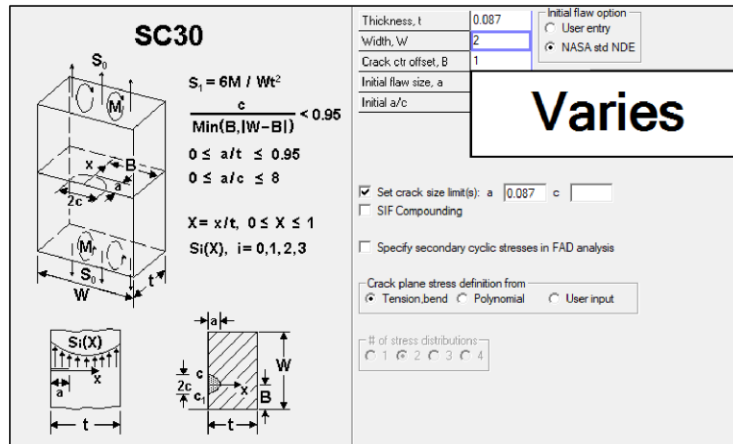 SC30
S₀
M
x
B
a
2c
M
S₀
W
t
S₁ = 6M / Wt²
c
Min(B,|W−B|) < 0.95
0 ≤ a/t ≤ 0.95
0 ≤ a/c ≤ 8
X = x/t, 0 ≤ X ≤ 1
Si(X), i = 0,1,2,3
Si(X)
x
a
t
a
c
2c
c₁
x
B
W
t
Thickness, t 0.087
Width, W 2
Crack ctr offset, B 1
Initial flaw size, a
Initial a/c
Initial flaw option
User entry
NASA std NDE
Varies
Set crack size limit(s): a 0.087 c
SIF Compounding
Specify secondary cyclic stresses in FAD analysis
Crack plane stress definition from
Tension,bend Polynomial User input
# of stress distributions
1 2 3 4